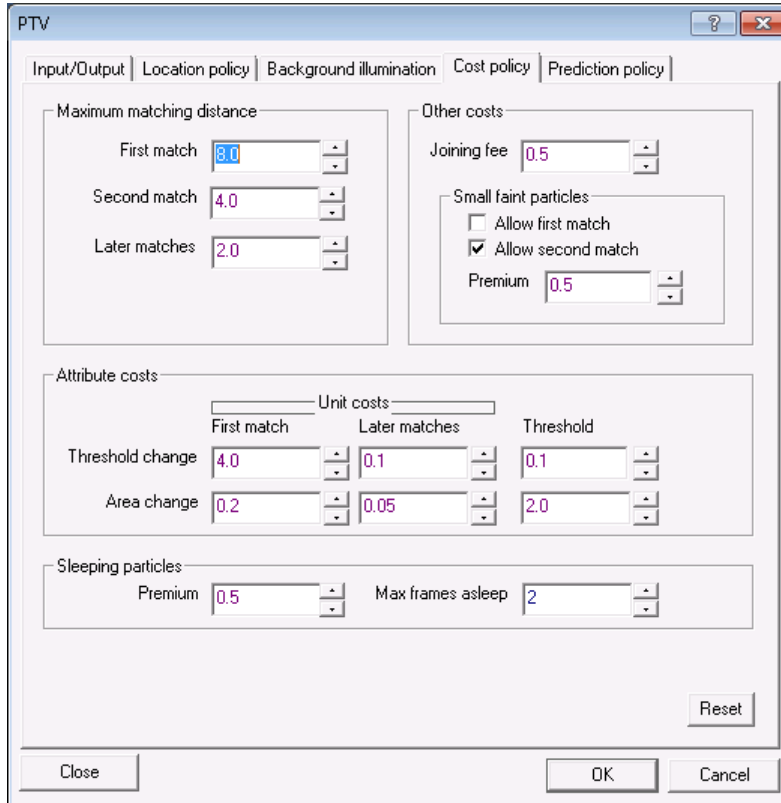 PTV
Input/Output Location policy Background illumination Cost policy Prediction policy
Maximum matching distance
First match 8.0
Second match 4.0
Later matches 2.0
Other costs
Joining fee 0.5
Small faint particles
Allow first match
Allow second match
Premium 0.5
Attribute costs
Unit costs
First match Later matches Threshold
Threshold change 4.0 0.1 0.1
Area change 0.2 0.05 2.0
Sleeping particles
Premium 0.5 Max frames asleep 2
Reset
Close OK Cancel